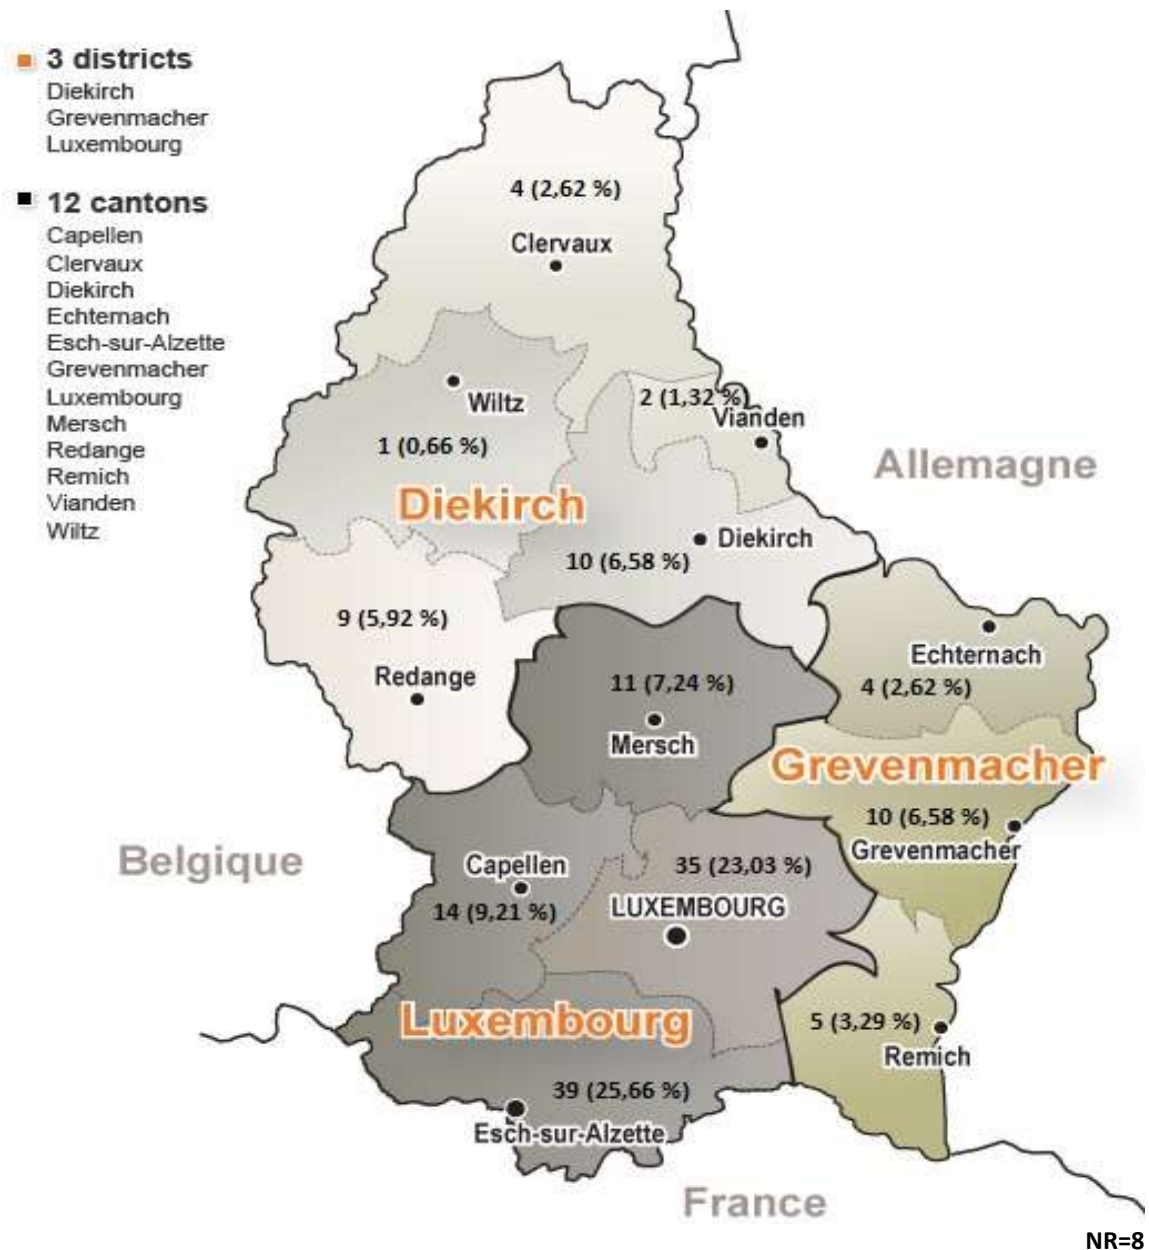 3 districts
Diekirch
Grevenmacher
Luxembourg
12 cantons
Capellen
Clervaux
Diekirch
Echternach
Esch-sur-Alzette
Grevenmacher
Luxembourg
Mersch
Redange
Remich
Vianden
Wiltz
4 (2,62 %)
Clervaux
Wiltz
2 (1,32 %)
Vianden
1 (0,66 %)
Allemagne
Diekirch
Diekirch
10 (6,58 %)
9 (5,92 %)
Echternach
Redange
11 (7,24 %)
4 (2,62 %)
Mersch
Grevenmacher
10 (6,58 %)
Grevenmacher
Belgique
Capellen
35 (23,03 %)
14 (9,21 %)
LUXEMBOURG
Luxembourg
5 (3,29 %)
Remich
39 (25,66 %)
Esch-sur-Alzette
France
NR=8